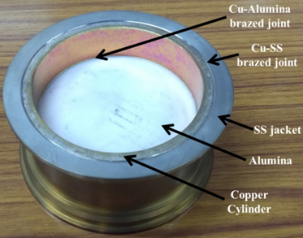 Cu-Alumina
brazed joint
Cu-SS
brazed joint
SS jacket
Alumina
Copper
Cylinder